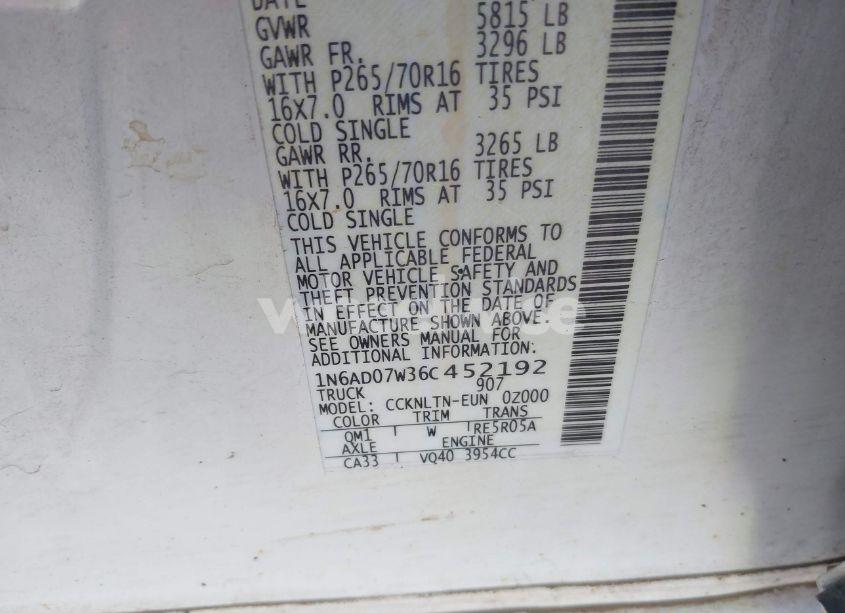 DATE
GVWR 5815 LB
GAWR FR. 3296 LB
WITH P265/70R16 TIRES
16X7.0 RIMS AT 35 PSI
COLD SINGLE
GAWR RR. 3265 LB
WITH P265/70R16 TIRES
16X7.0 RIMS AT 35 PSI
COLD SINGLE
THIS VEHICLE CONFORMS TO
ALL APPLICABLE FEDERAL
MOTOR VEHICLE SAFETY AND
THEFT PREVENTION STANDARDS
IN EFFECT ON THE DATE OF
MANUFACTURE SHOWN ABOVE.
SEE OWNERS MANUAL FOR
ADDITIONAL INFORMATION:
1N6AD07W36C452192
TRUCK 907
MODEL: CCKNLTN-EUN 0Z000
COLOR TRIM TRANS
QM1 W RE5R05A
AXLE ENGINE
CA33 VQ40 3954CC